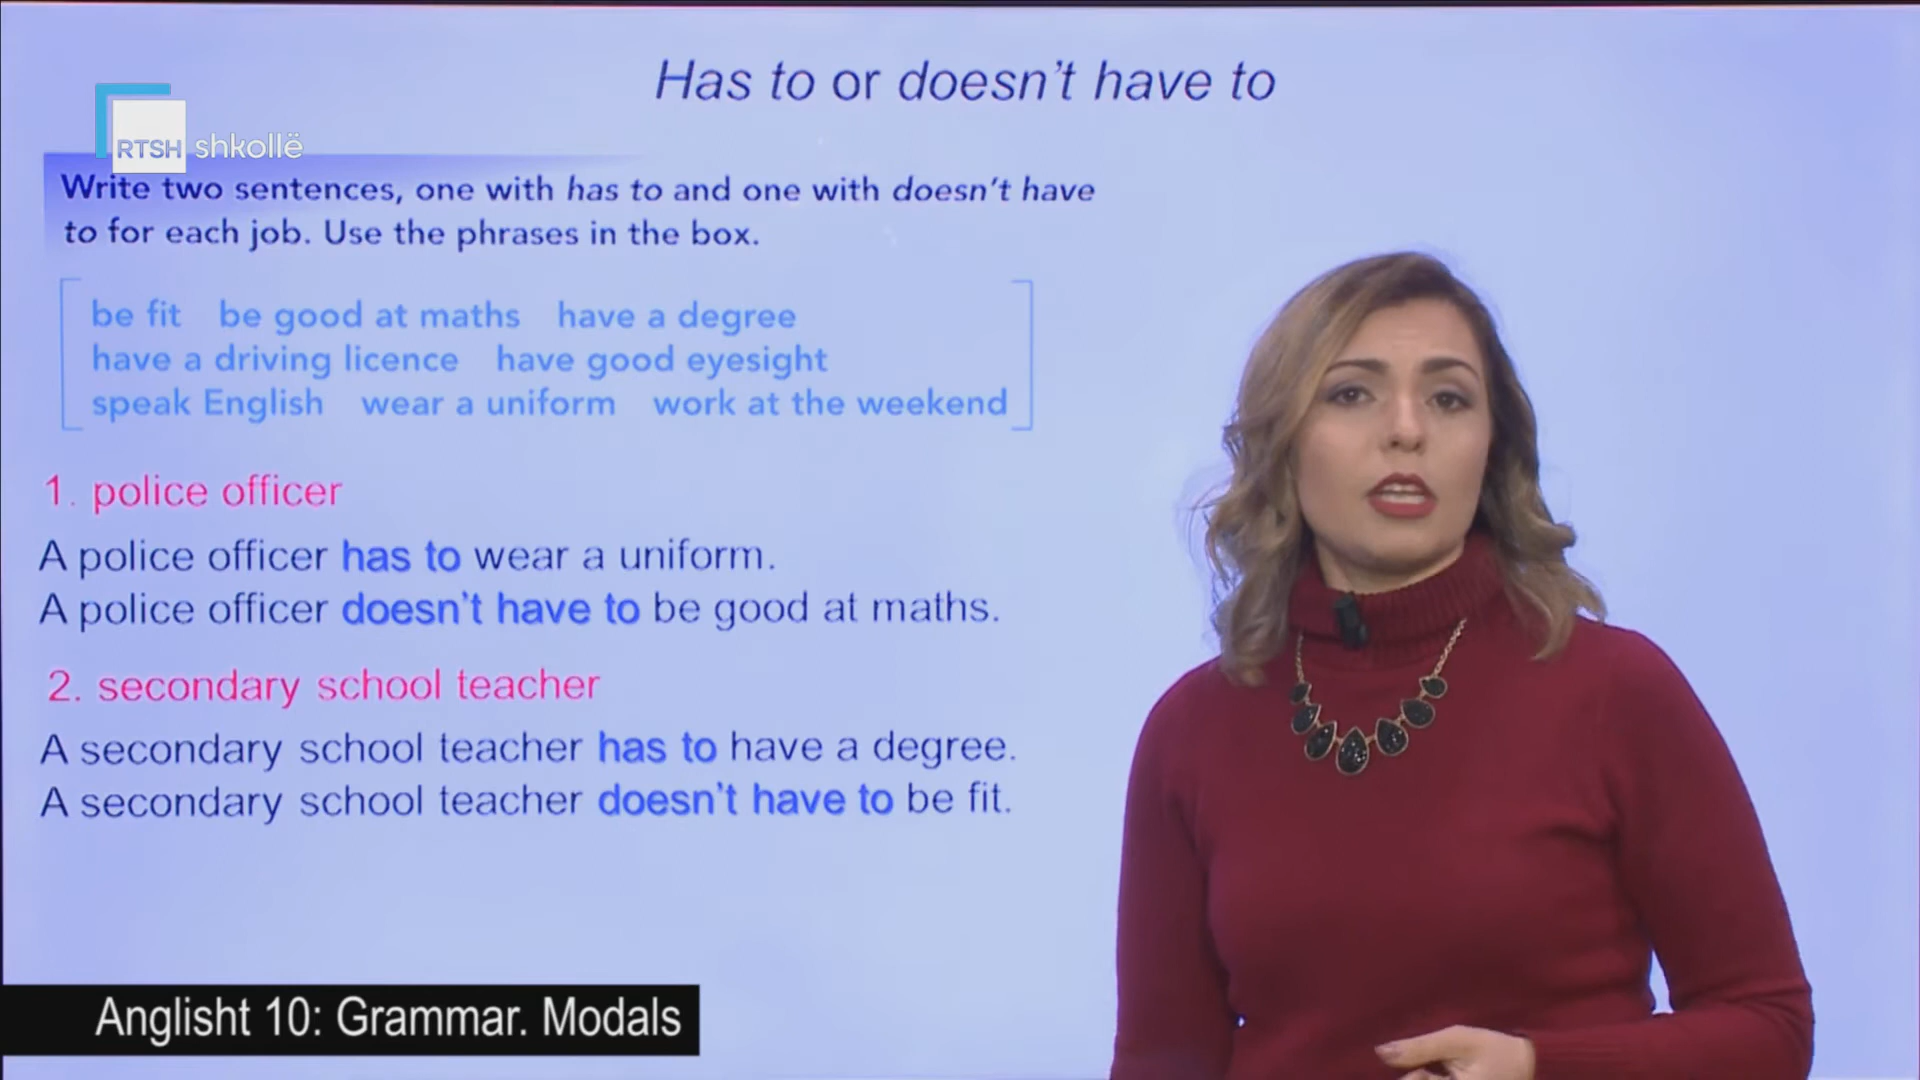 Has to or doesn't have to
RTSH shkollë
Write two sentences, one with has to and one with doesn't have
to for each job. Use the phrases in the box.
be fit be good at maths have a degree
have a driving licence have good eyesight
speak English wear a uniform work at the weekend
1. police officer
A police officer has to wear a uniform.
A police officer doesn't have to be good at maths.
2. secondary school teacher
A secondary school teacher has to have a degree.
A secondary school teacher doesn't have to be fit.
Anglisht 10: Grammar. Modals